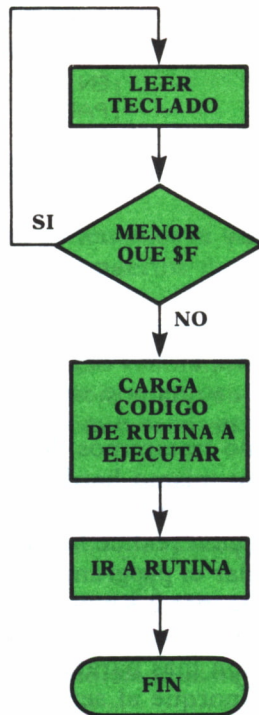 LEER
TECLADO
SI
MENOR
QUE $F
NO
CARGA
CODIGO
DE RUTINA A
EJECUTAR
IR A RUTINA
FIN